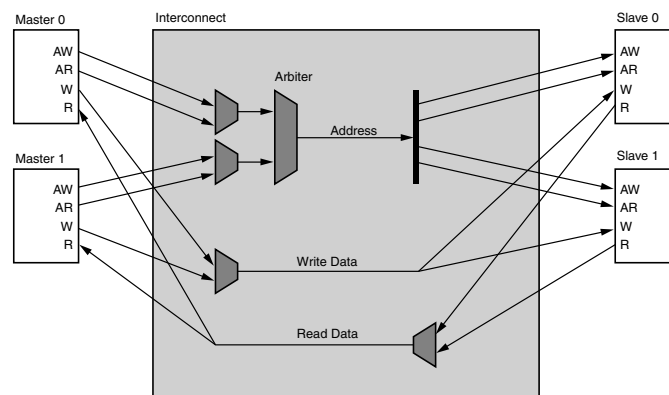 Master 0
Interconnect
Slave 0
AW
AR
W
R
Arbiter
Address
AW
AR
W
R
Master 1
Slave 1
AW
AR
W
R
AW
AR
W
R
Write Data
Read Data